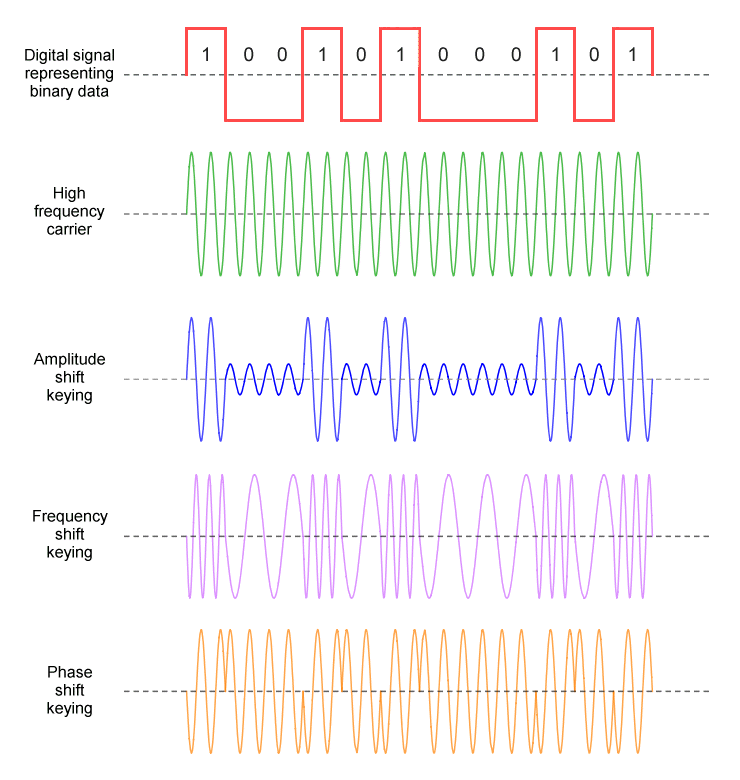 1 0 0 1 0 1 0 0 0 1 0 1
Digital signal
representing
binary data
High
frequency
carrier
Amplitude
shift
keying
Frequency
shift
keying
Phase
shift
keying